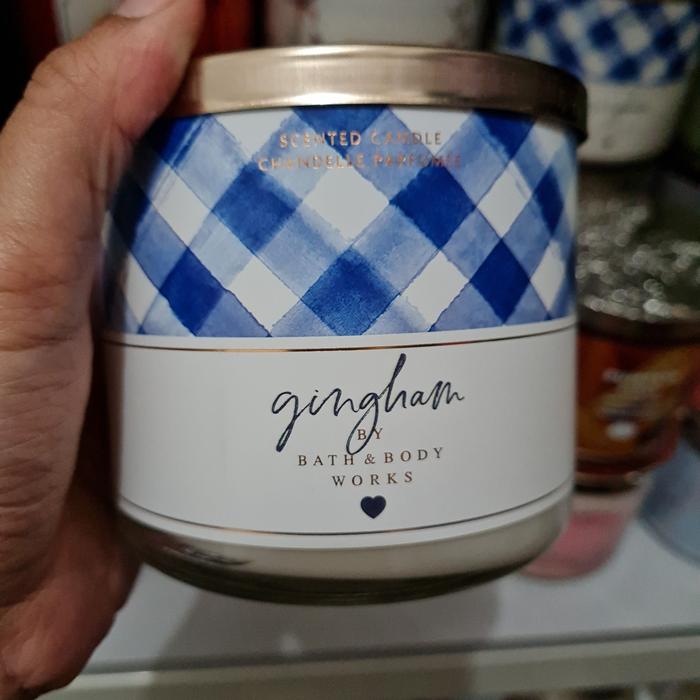 SCENTED CANDLE
CHANDELLE PARFUMÉE
gingham
BY
BATH & BODY
WORKS